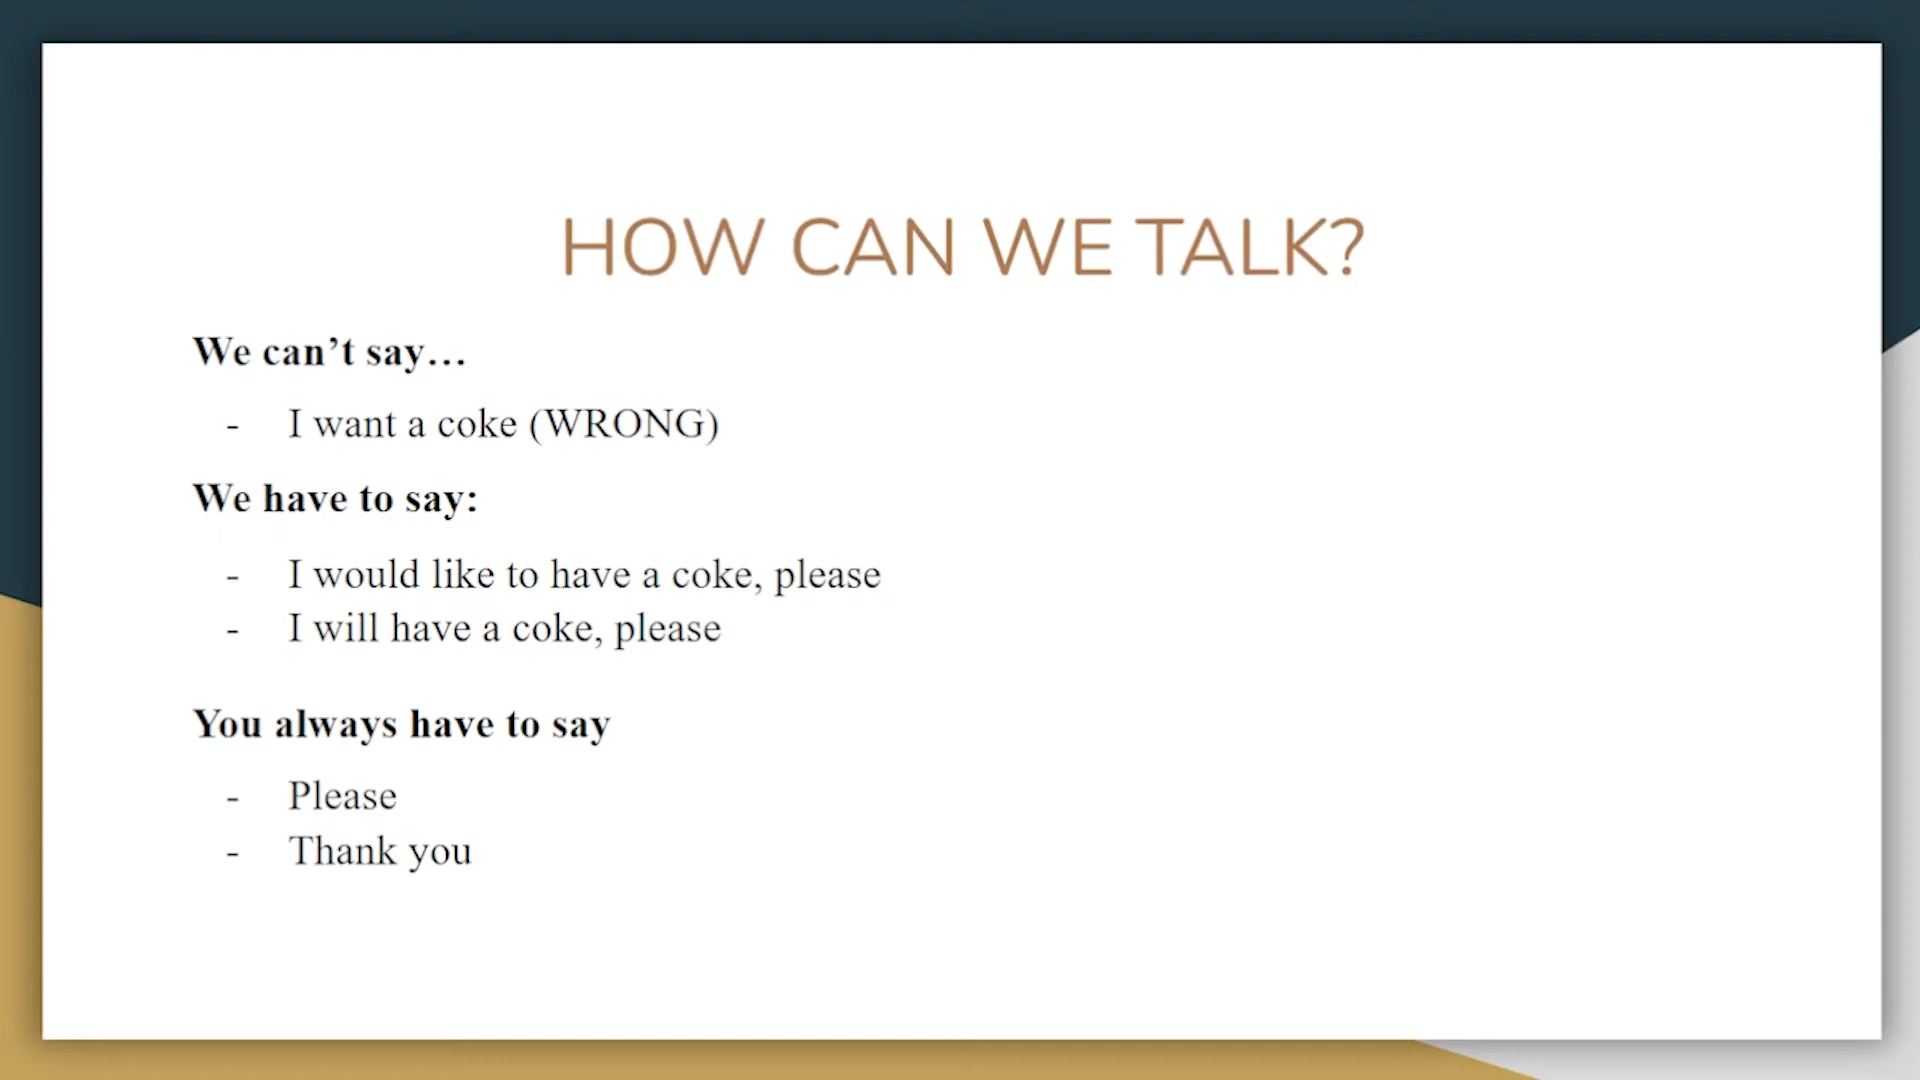 HOW CAN WE TALK?
We can’t say…
- I want a coke (WRONG)
We have to say:
- I would like to have a coke, please
- I will have a coke, please
You always have to say
- Please
- Thank you